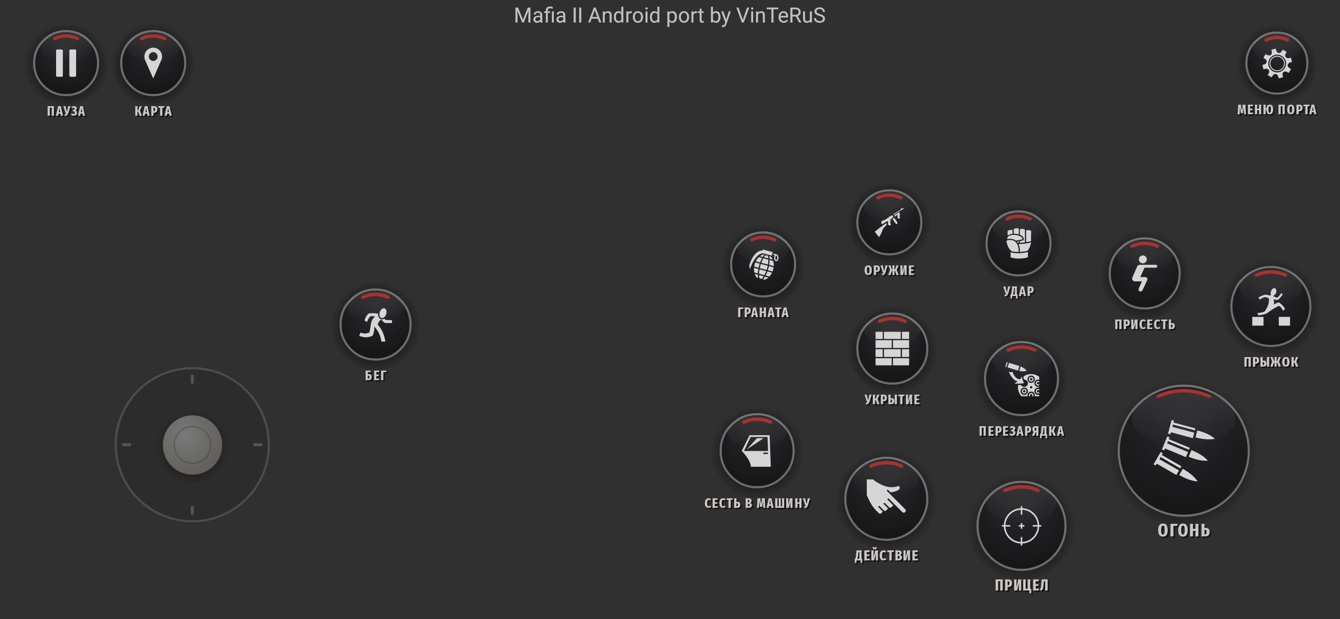 Mafia II Android port by VinTeRuS
ПАУЗА
КАРТА
МЕНЮ ПОРТА
ОРУЖИЕ
УДАР
ГРАНАТА
ПРИСЕСТЬ
ПРЫЖОК
БЕГ
УКРЫТИЕ
ПЕРЕЗАРЯДКА
СЕСТЬ В МАШИНУ
ОГОНЬ
ДЕЙСТВИЕ
ПРИЦЕЛ